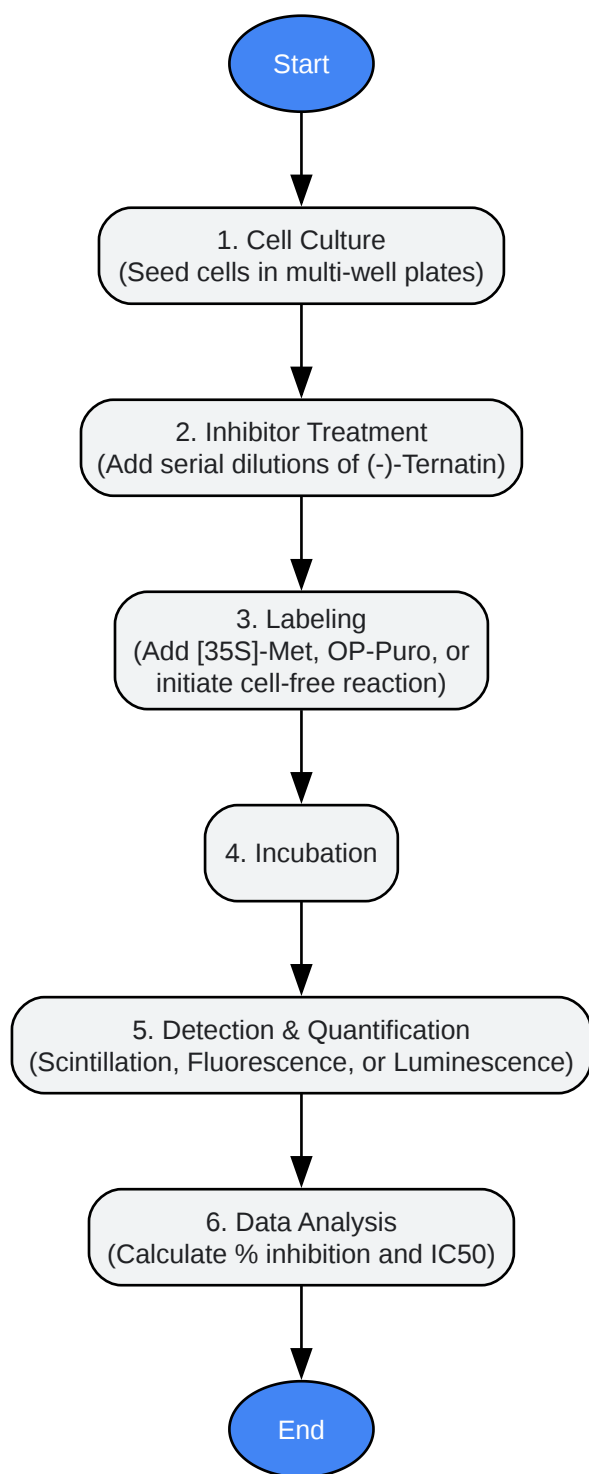 Start
1. Cell Culture
(Seed cells in multi-well plates)
2. Inhibitor Treatment
(Add serial dilutions of (-)-Ternatin)
3. Labeling
(Add [35S]-Met, OP-Puro, or
initiate cell-free reaction)
4. Incubation
5. Detection & Quantification
(Scintillation, Fluorescence, or Luminescence)
6. Data Analysis
(Calculate % inhibition and IC50)
End